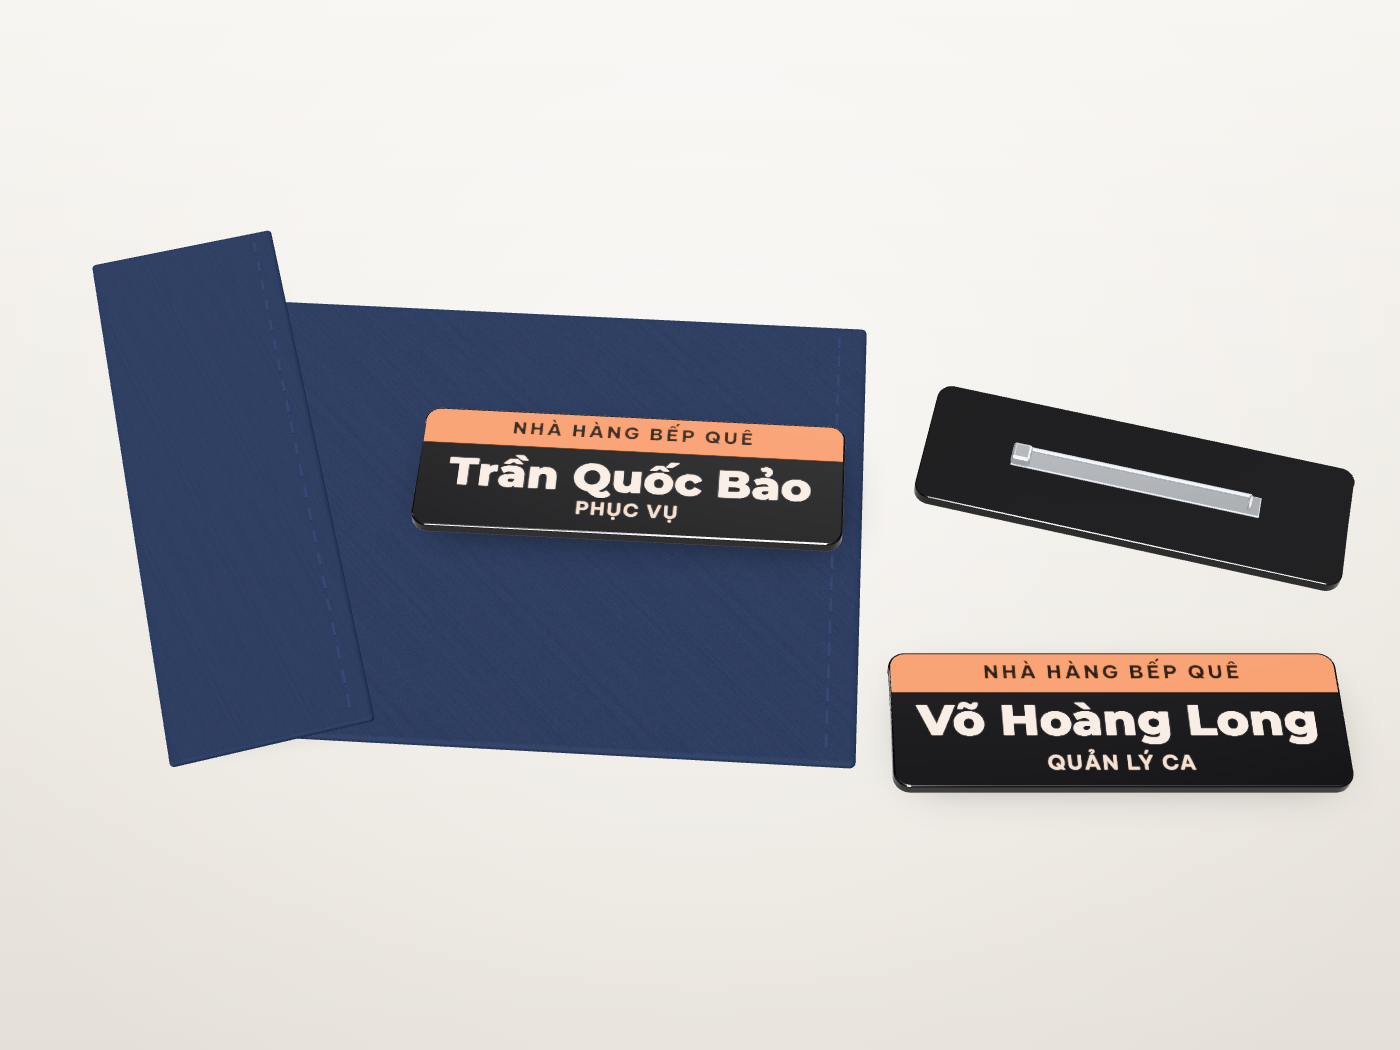 NHÀ HÀNG BẾP QUÊ
Trần Quốc Bảo
PHỤC VỤ
NHÀ HÀNG BẾP QUÊ
Võ Hoàng Long
QUẢN LÝ CA